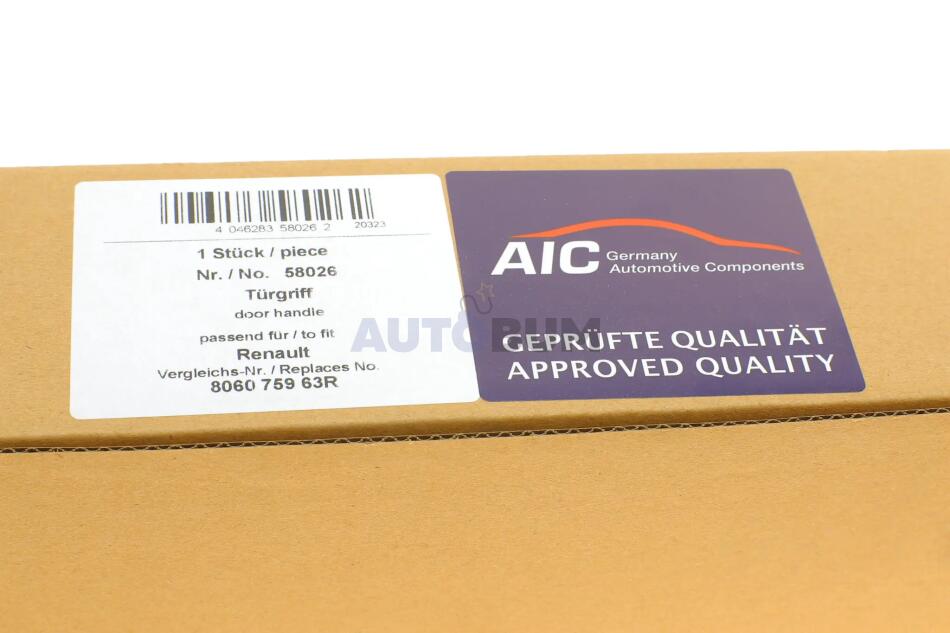 4 046283 58026 2 20323
1 Stück / piece
Nr. / No. 58026
Türgriff
door handle
passend für / to fit
Renault
Vergleichs-Nr. / Replaces No.
8060 759 63R
AIC Germany
Automotive Components
GEPRÜFTE QUALITÄT
APPROVED QUALITY
AUTOBUM